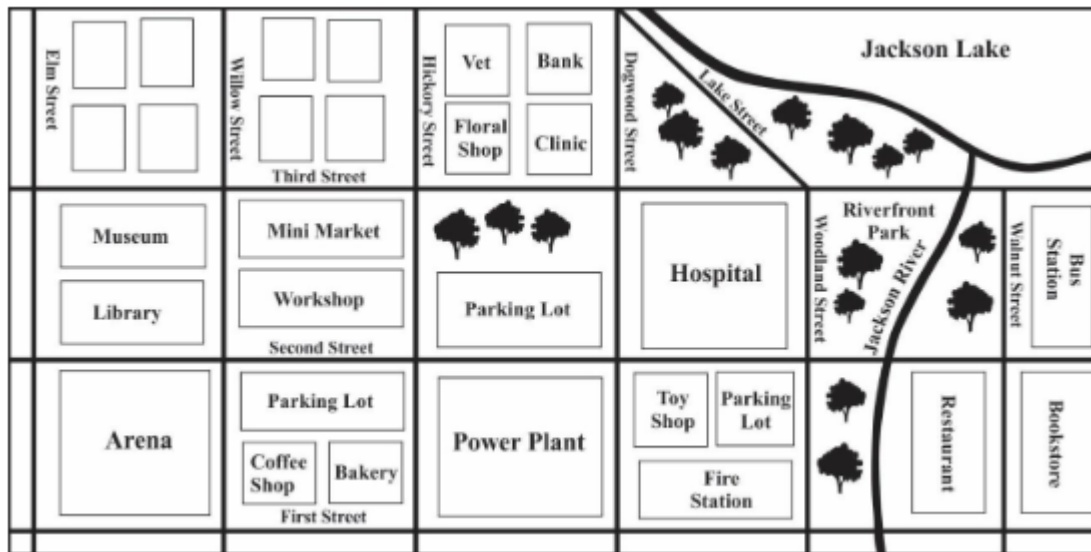 Elm Street
Willow Street
Hickory Street
Vet
Bank
Floral
Shop
Clinic
Dogwood Street
Lake Street
Jackson Lake
Third Street
Museum
Library
Mini Market
Workshop
Second Street
Parking Lot
Hospital
Woodland Street
Riverfront
Park
Jackson River
Walnut Street
Bus
Station
Arena
Parking Lot
Coffee
Shop
Bakery
First Street
Power Plant
Toy
Shop
Parking
Lot
Fire
Station
Restaurant
Bookstore